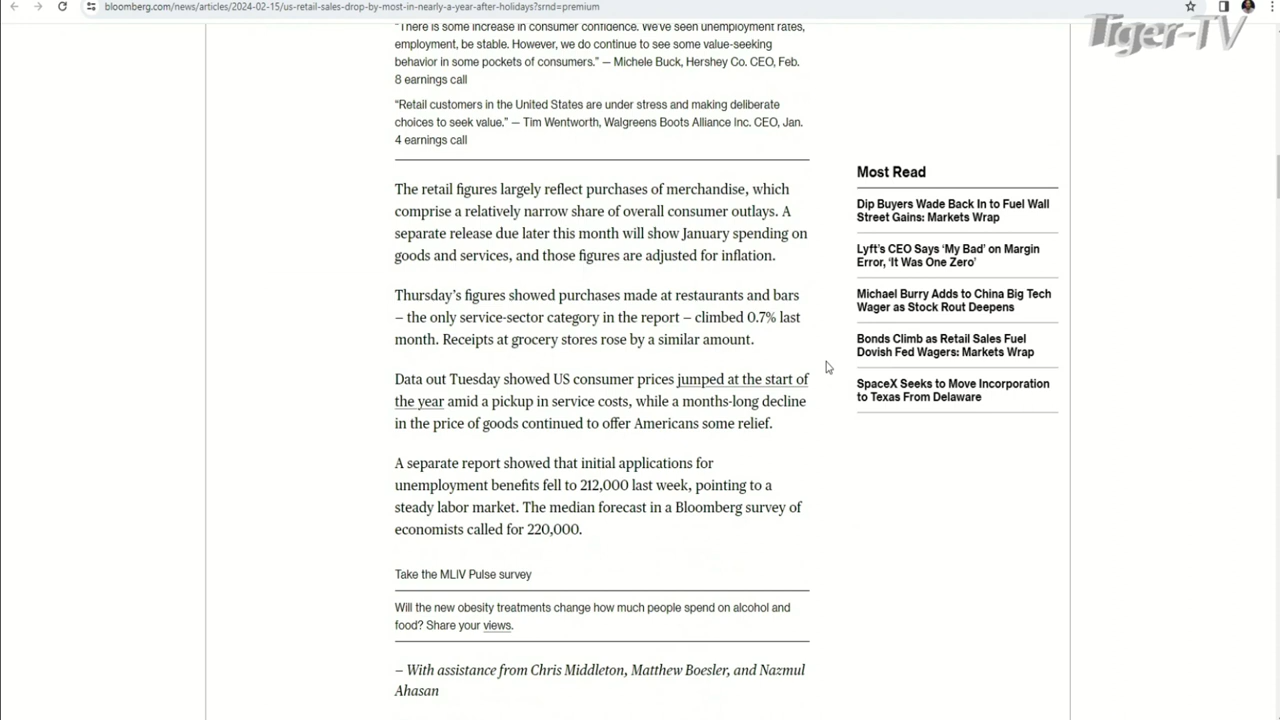 bloomberg.com/news/articles/2024-02-15/us-retail-sales-drop-by-most-in-nearly-a-year-after-holidays?srnd=premium
Tiger-TV
"There is some increase in consumer confidence. We've seen unemployment rates,
employment, be stable. However, we do continue to see some value-seeking
behavior in some pockets of consumers." — Michele Buck, Hershey Co. CEO, Feb.
8 earnings call
"Retail customers in the United States are under stress and making deliberate
choices to seek value." — Tim Wentworth, Walgreens Boots Alliance Inc. CEO, Jan.
4 earnings call
The retail figures largely reflect purchases of merchandise, which
comprise a relatively narrow share of overall consumer outlays. A
separate release due later this month will show January spending on
goods and services, and those figures are adjusted for inflation.
Thursday's figures showed purchases made at restaurants and bars
– the only service-sector category in the report – climbed 0.7% last
month. Receipts at grocery stores rose by a similar amount.
Data out Tuesday showed US consumer prices jumped at the start of
the year amid a pickup in service costs, while a months-long decline
in the price of goods continued to offer Americans some relief.
A separate report showed that initial applications for
unemployment benefits fell to 212,000 last week, pointing to a
steady labor market. The median forecast in a Bloomberg survey of
economists called for 220,000.
Take the MLIV Pulse survey
Will the new obesity treatments change how much people spend on alcohol and
food? Share your views.
– With assistance from Chris Middleton, Matthew Boesler, and Nazmul
Ahasan
Most Read
Dip Buyers Wade Back In to Fuel Wall
Street Gains: Markets Wrap
Lyft's CEO Says 'My Bad' on Margin
Error, 'It Was One Zero'
Michael Burry Adds to China Big Tech
Wager as Stock Rout Deepens
Bonds Climb as Retail Sales Fuel
Dovish Fed Wagers: Markets Wrap
SpaceX Seeks to Move Incorporation
to Texas From Delaware